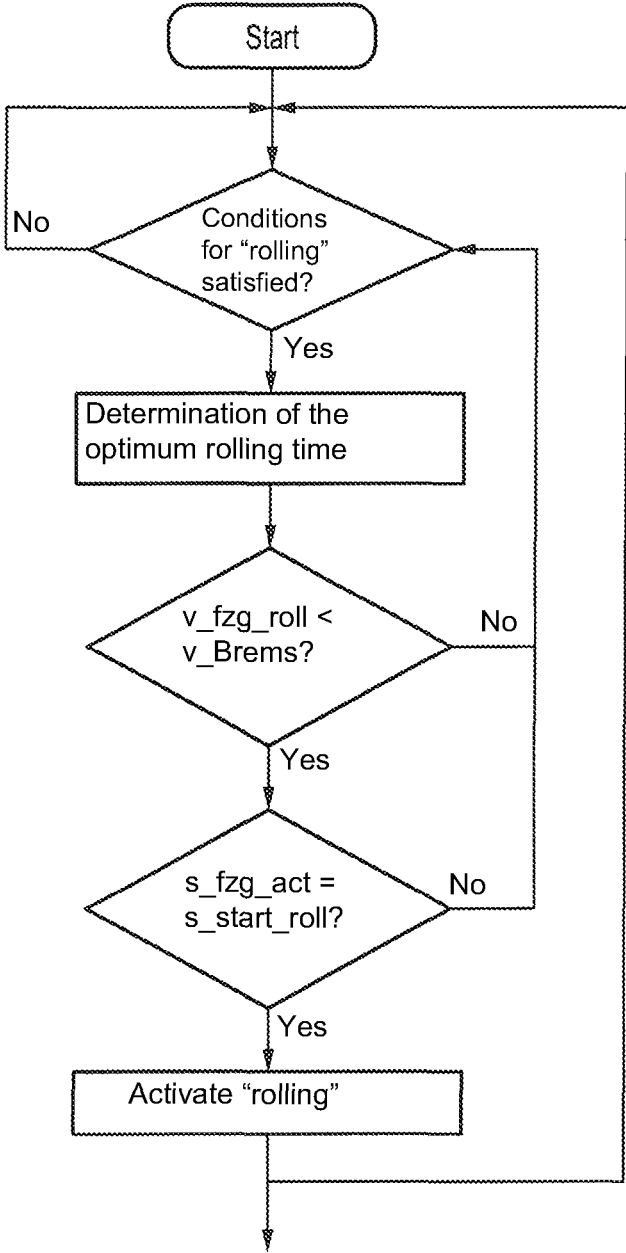 Start
No
Conditions
for “rolling”
satisfied?
Yes
Determination of the
optimum rolling time
v_fzg_roll <
v_Brems?
No
Yes
s_fzg_act =
s_start_roll?
No
Yes
Activate “rolling”